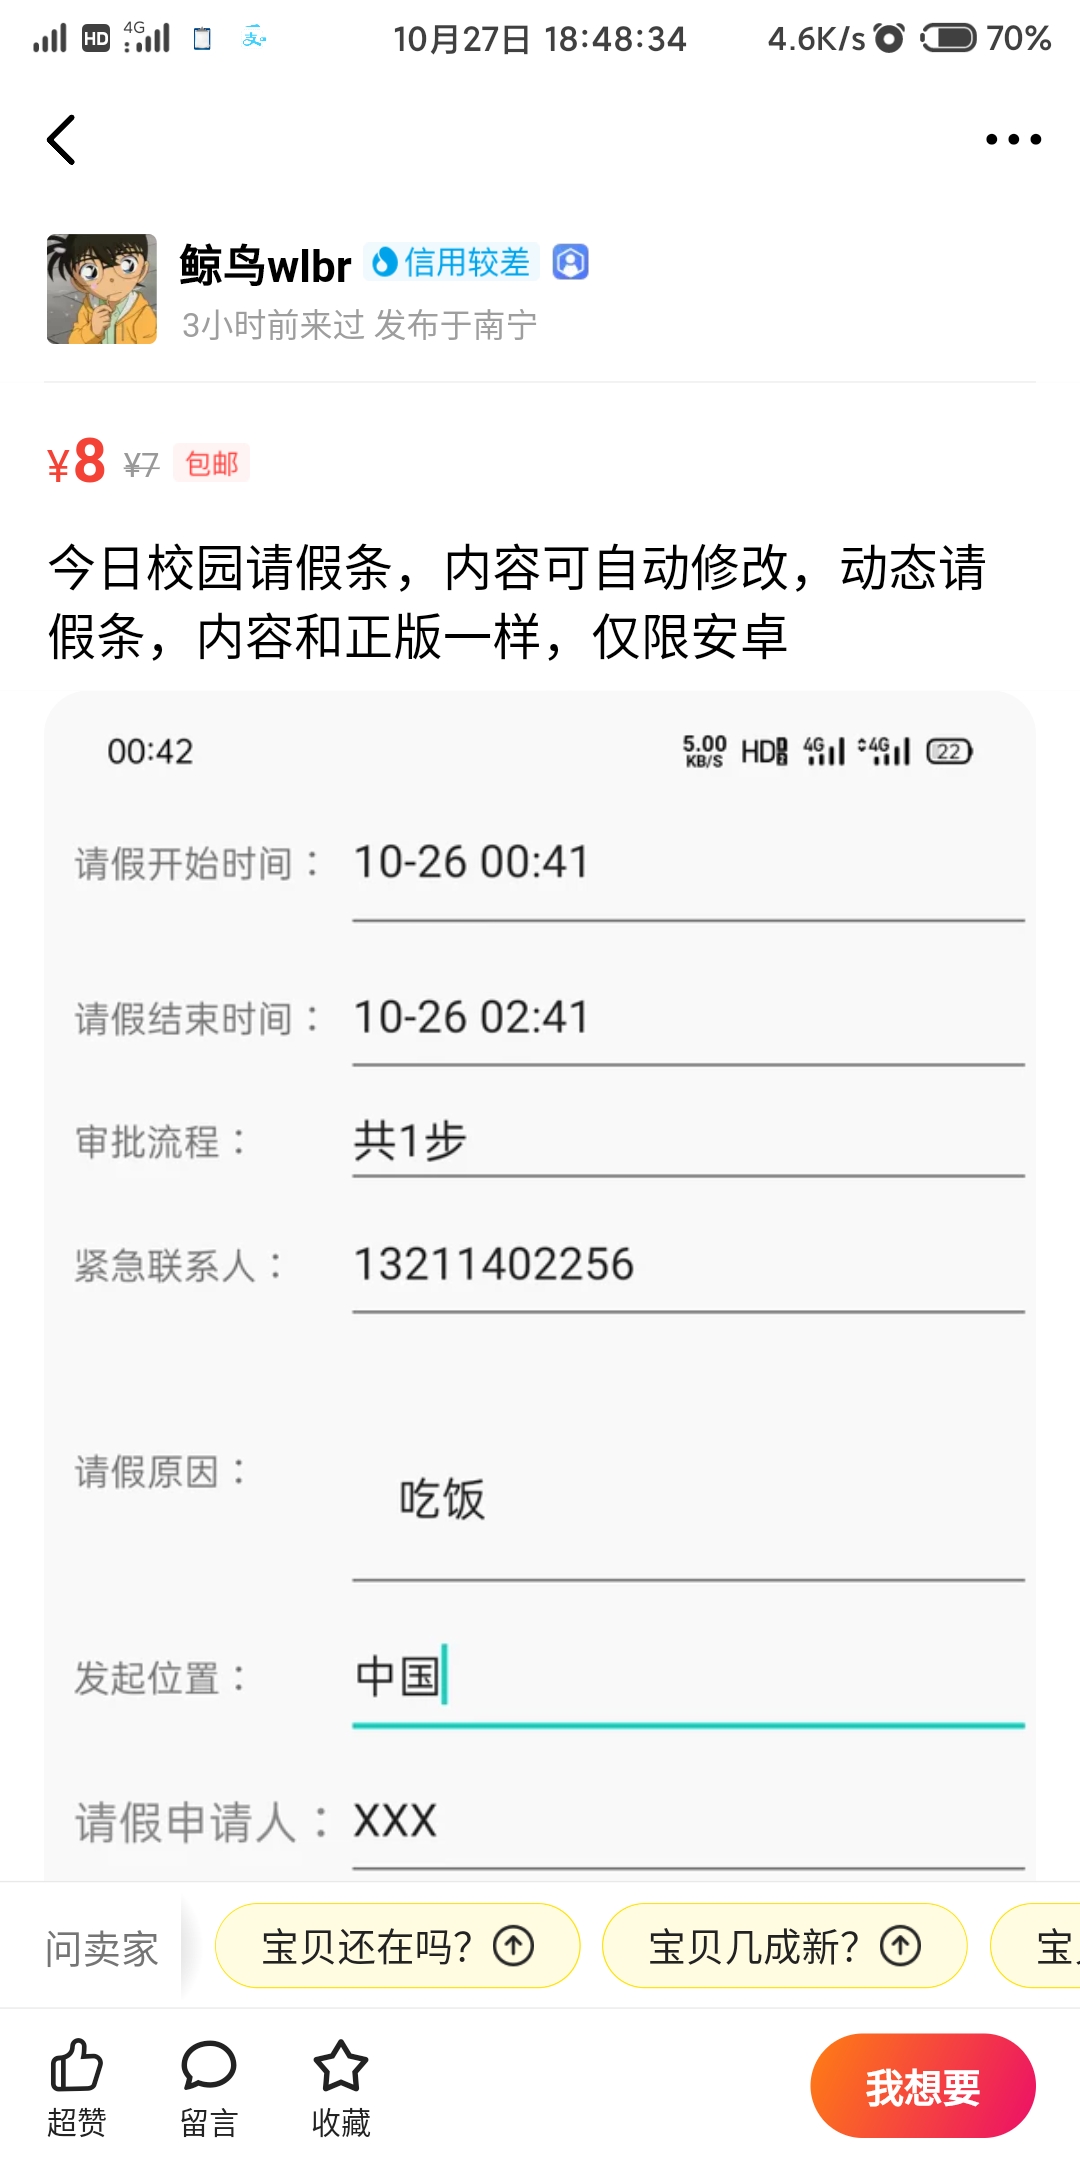 HD 4G 10月27日 18:48:34 4.6K/s 70%
鲸鸟wlbr 信用较差
3小时前来过 发布于南宁
¥8 ¥7 包邮
今日校园请假条，内容可自动修改，动态请
假条，内容和正版一样，仅限安卓
00:42 5.00 KB/S HD 4G 4G 22
请假开始时间： 10-26 00:41
请假结束时间： 10-26 02:41
审批流程： 共1步
紧急联系人： 13211402256
请假原因：
吃饭
发起位置： 中国
请假申请人： XXX
问卖家 宝贝还在吗？ 宝贝几成新？ 宝
超赞 留言 收藏 我想要